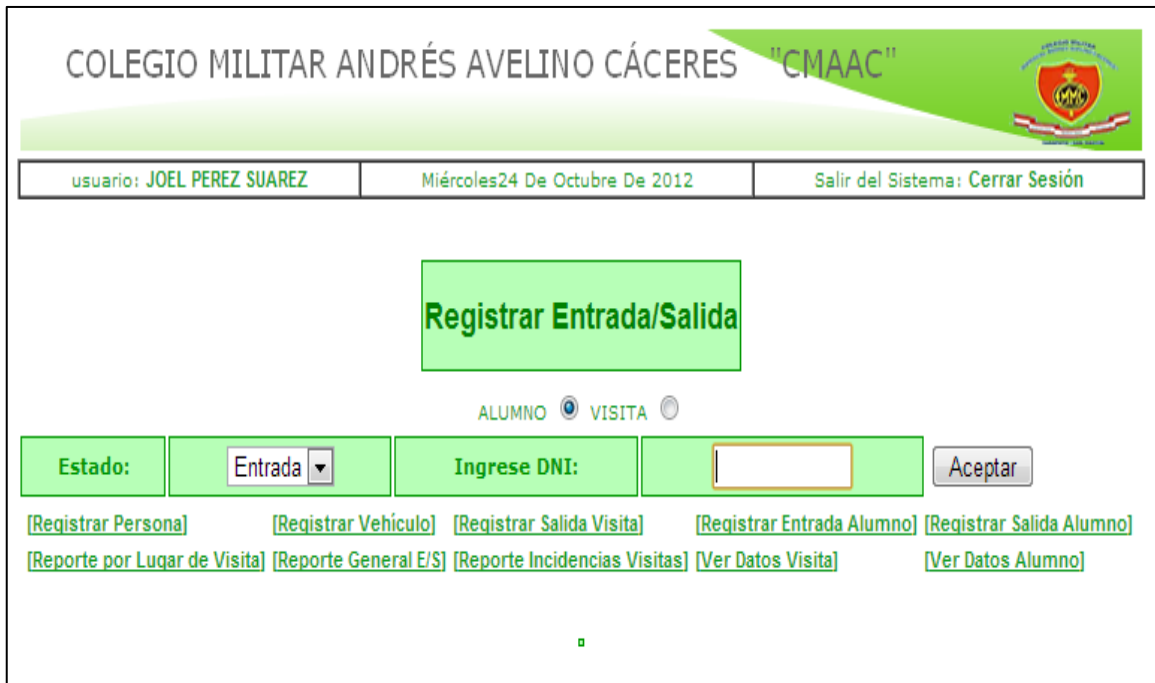 COLEGIO MILITAR ANDRÉS AVELINO CÁCERES "CMAAC"
usuario: JOEL PEREZ SUAREZ Miércoles24 De Octubre De 2012 Salir del Sistema: Cerrar Sesión
Registrar Entrada/Salida
ALUMNO VISITA
Estado: Entrada Ingrese DNI: Aceptar
[Registrar Persona] [Registrar Vehículo] [Registrar Salida Visita] [Registrar Entrada Alumno] [Registrar Salida Alumno]
[Reporte por Lugar de Visita] [Reporte General E/S] [Reporte Incidencias Visitas] [Ver Datos Visita] [Ver Datos Alumno]